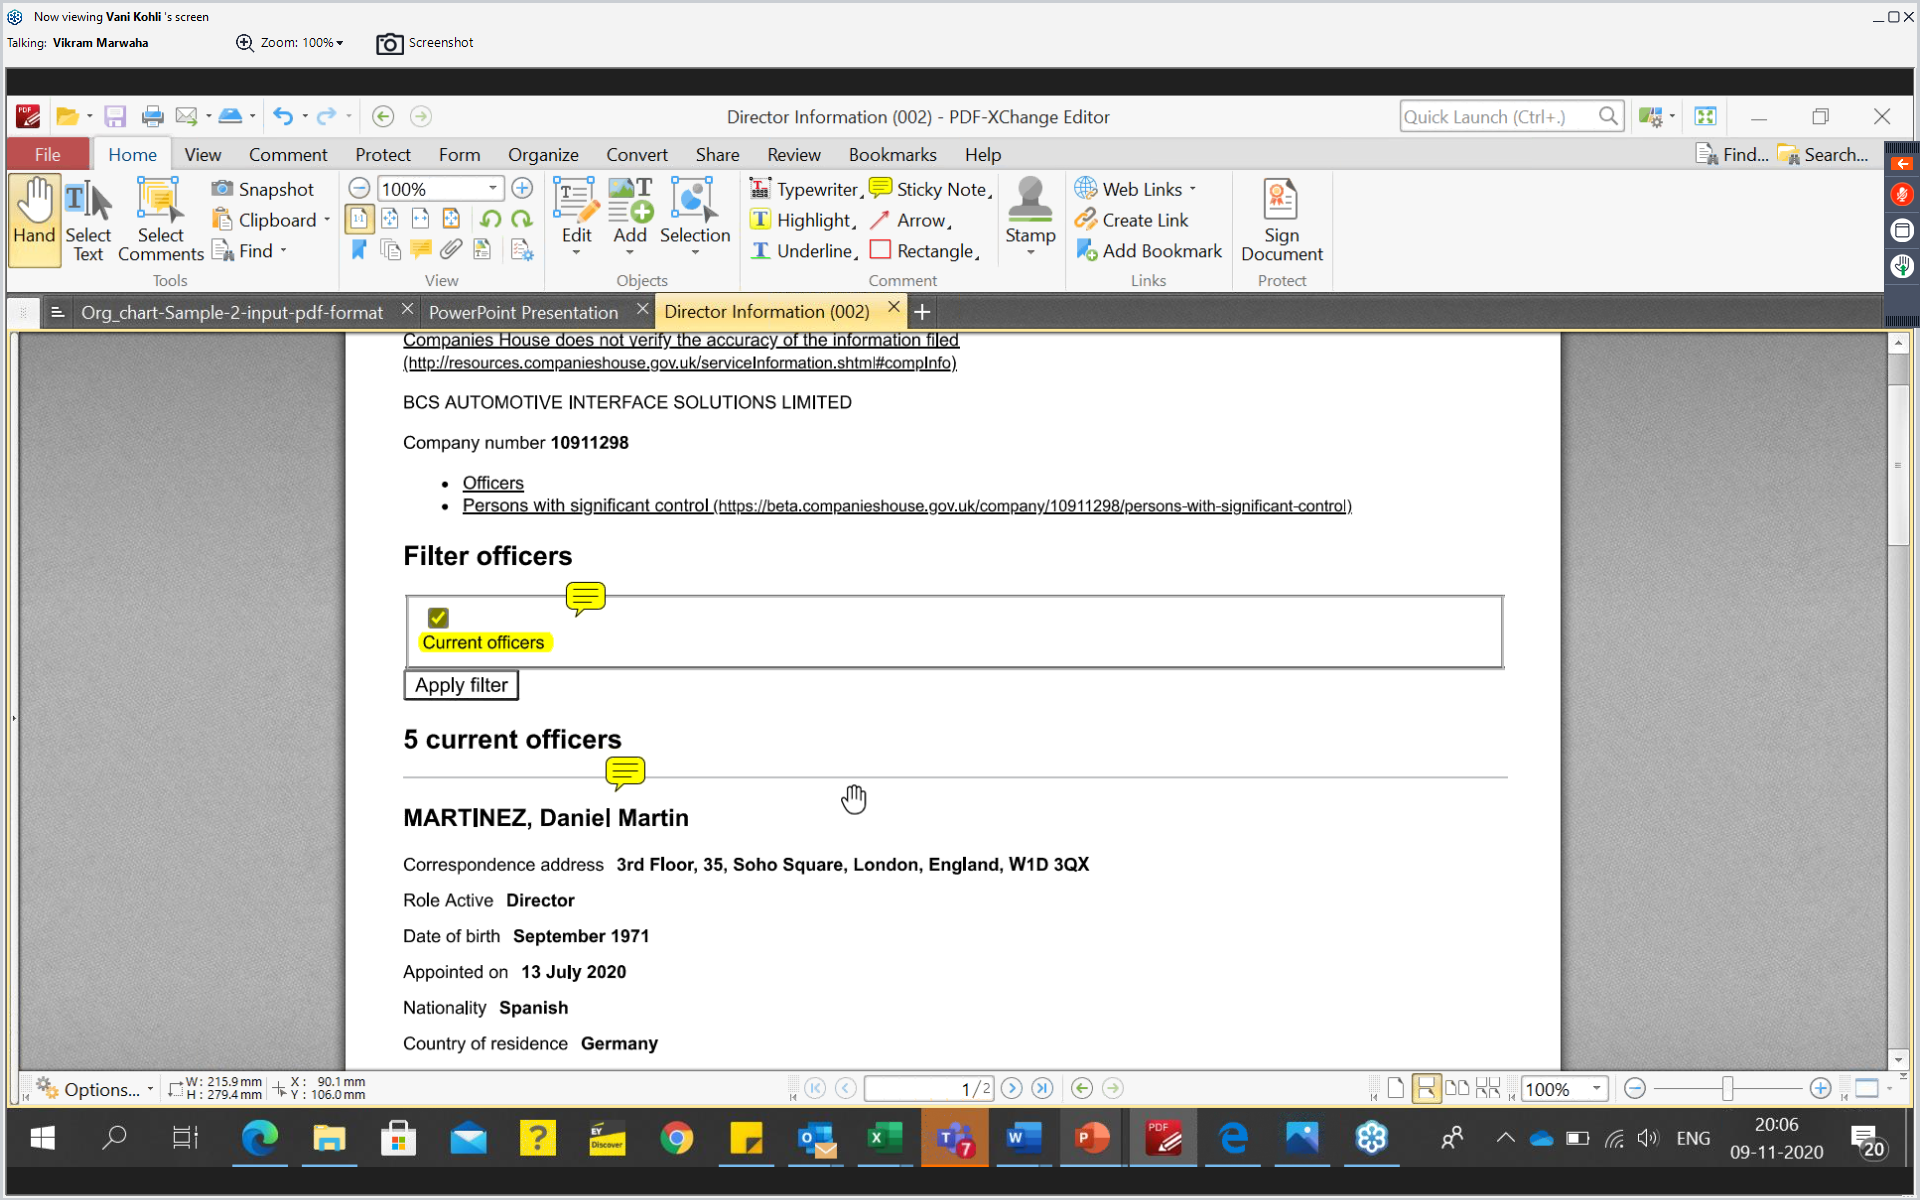 Now viewing Vani Kohli 's screen
Talking: Vikram Marwaha
Zoom: 100%
Screenshot
Director Information (002) - PDF-XChange Editor
Quick Launch (Ctrl+.)
File Home View Comment Protect Form Organize Convert Share Review Bookmarks Help
Find... Search...
Hand
Select Text
Select Comments
Snapshot
Clipboard
Find
Tools
100%
View
Edit
Add
Selection
Objects
Typewriter
Sticky Note
Highlight
Arrow
Underline
Rectangle
Comment
Stamp
Web Links
Create Link
Add Bookmark
Links
Sign Document
Protect
Org_chart-Sample-2-input-pdf-format
PowerPoint Presentation
Director Information (002)
Companies House does not verify the accuracy of the information filed
(http://resources.companieshouse.gov.uk/serviceInformation.shtml#compInfo)
BCS AUTOMOTIVE INTERFACE SOLUTIONS LIMITED
Company number 10911298
• Officers
• Persons with significant control (https://beta.companieshouse.gov.uk/company/10911298/persons-with-significant-control)
Filter officers
Current officers
Apply filter
5 current officers
MARTINEZ, Daniel Martin
Correspondence address 3rd Floor, 35, Soho Square, London, England, W1D 3QX
Role Active Director
Date of birth September 1971
Appointed on 13 July 2020
Nationality Spanish
Country of residence Germany
Options...
W: 215.9 mm
H: 279.4 mm
X: 90.1 mm
Y: 106.0 mm
1 / 2
100%
EY
Discover
7
PDF
ENG
20:06
09-11-2020
20